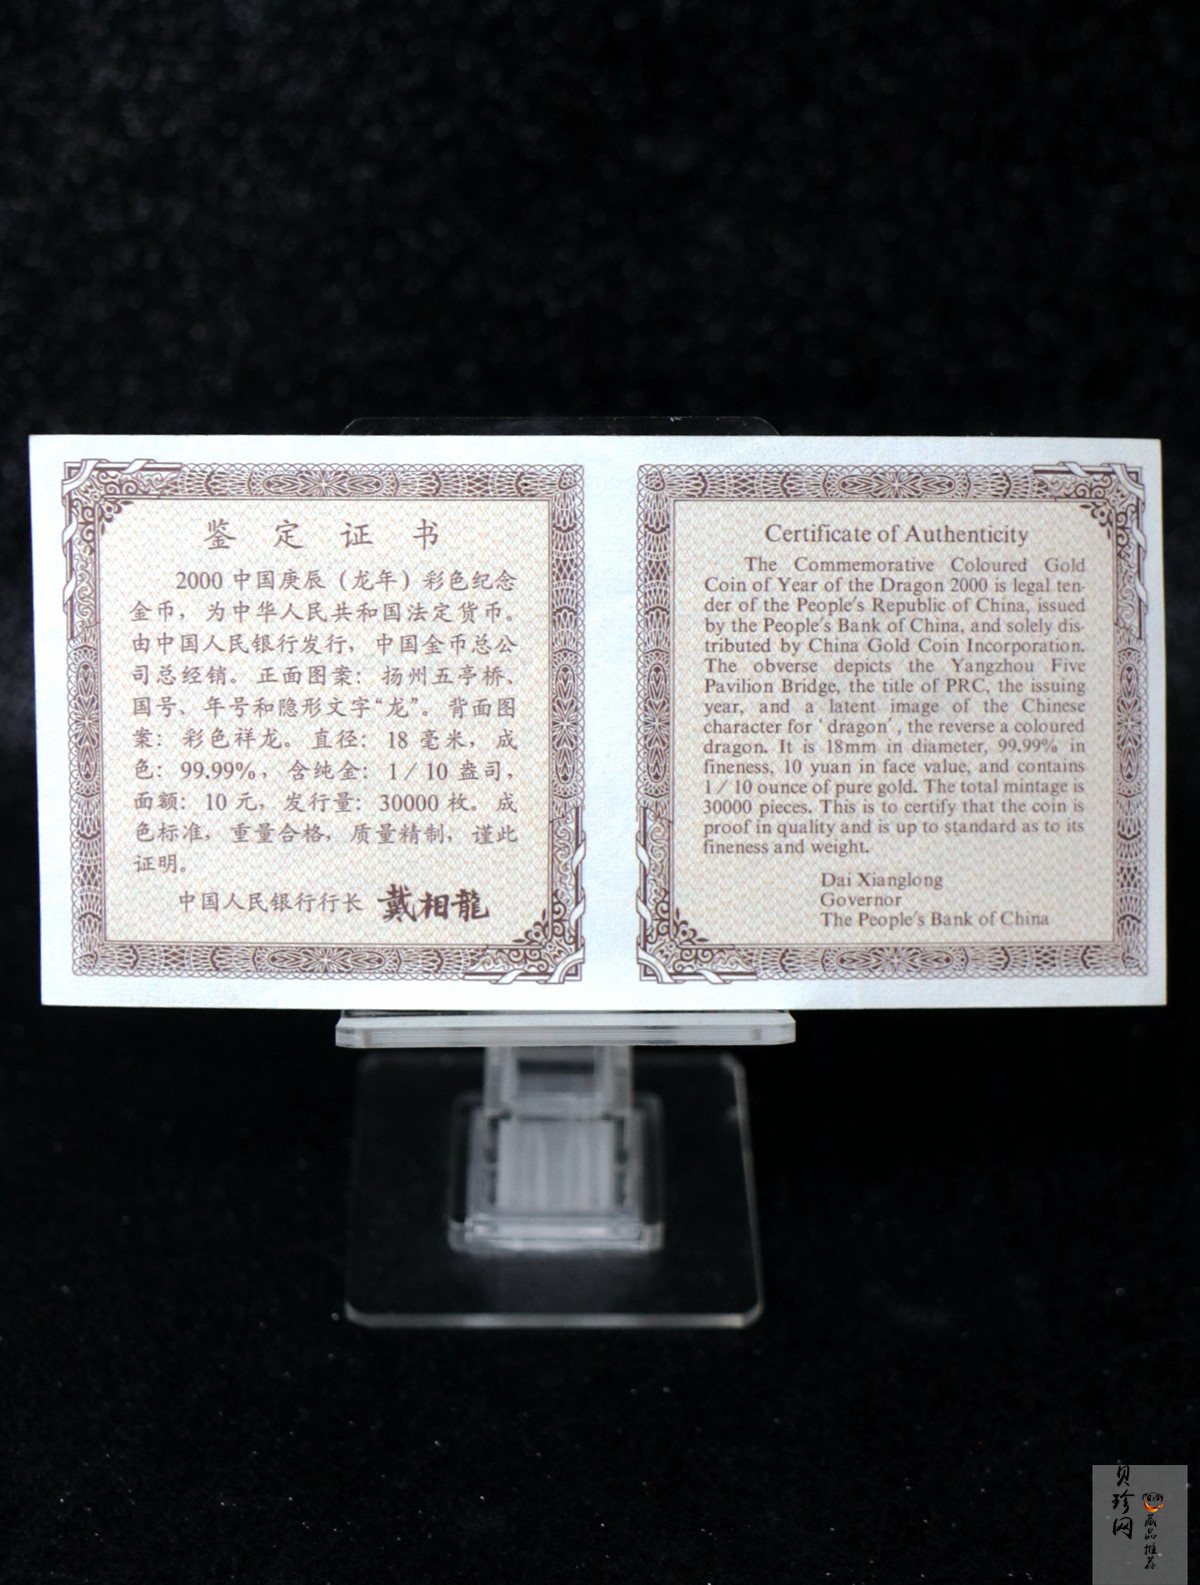 鉴定证书
2000中国庚辰（龙年）彩色纪念
金币，为中华人民共和国法定货币。
由中国人民银行发行，中国金币总公
司总经销。正面图案：扬州五亭桥、
国号、年号和隐形文字“龙”。背面图
案：彩色祥龙。直径：18毫米，成
色：99.99%，含纯金：1/10盎司，
面额：10元，发行量：30000枚。成
色标准，重量合格，质量精制，谨此
证明。
中国人民银行行长 戴相龍
Certificate of Authenticity
The Commemorative Coloured Gold
Coin of Year of the Dragon 2000 is legal ten-
der of the People's Republic of China, issued
by the People's Bank of China, and solely dis-
tributed by China Gold Coin Incorporation.
The obverse depicts the Yangzhou Five
Pavilion Bridge, the title of PRC, the issuing
year, and a latent image of the Chinese
character for 'dragon', the reverse a coloured
dragon. It is 18mm in diameter, 99.99% in
fineness, 10 yuan in face value, and contains
1/10 ounce of pure gold. The total mintage is
30000 pieces. This is to certify that the coin is
proof in quality and is up to standard as to its
fineness and weight.
Dai Xianglong
Governor
The People's Bank of China
贝珍网
藏品推荐